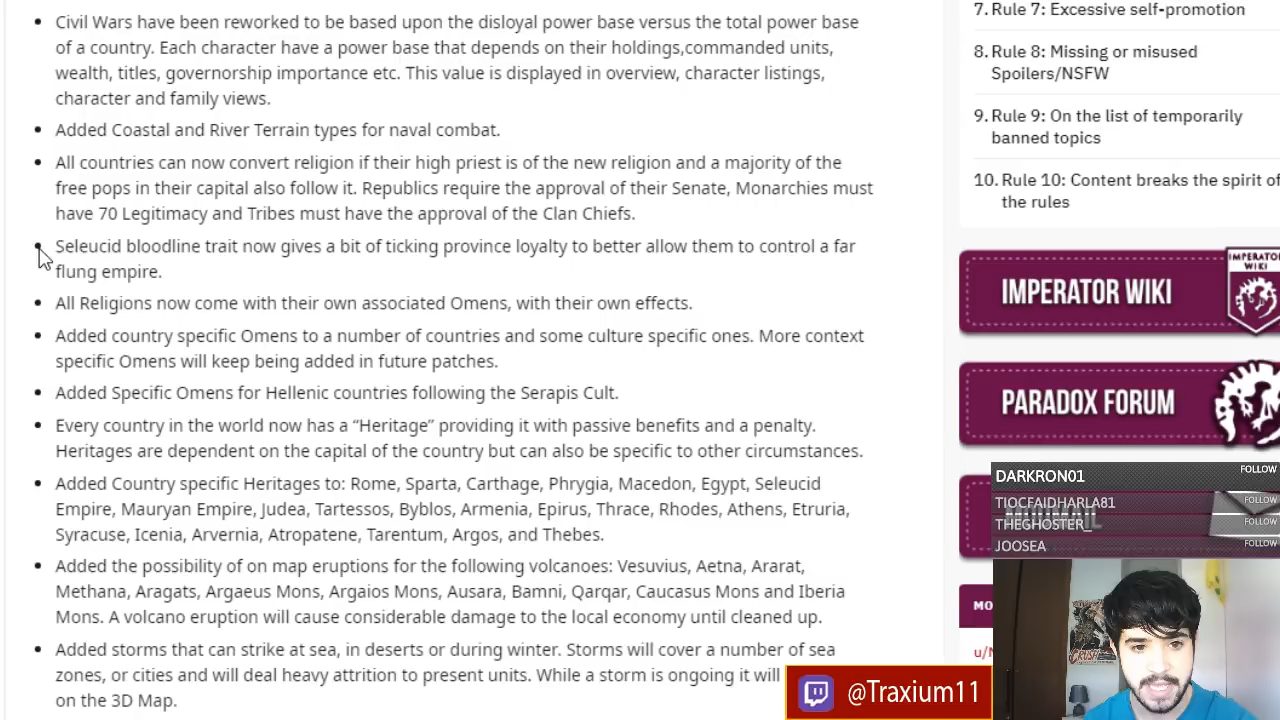 Civil Wars have been reworked to be based upon the disloyal power base versus the total power base
of a country. Each character have a power base that depends on their holdings,commanded units,
wealth, titles, governorship importance etc. This value is displayed in overview, character listings,
character and family views.
Added Coastal and River Terrain types for naval combat.
All countries can now convert religion if their high priest is of the new religion and a majority of the
free pops in their capital also follow it. Republics require the approval of their Senate, Monarchies must
have 70 Legitimacy and Tribes must have the approval of the Clan Chiefs.
Seleucid bloodline trait now gives a bit of ticking province loyalty to better allow them to control a far
flung empire.
All Religions now come with their own associated Omens, with their own effects.
Added country specific Omens to a number of countries and some culture specific ones. More context
specific Omens will keep being added in future patches.
Added Specific Omens for Hellenic countries following the Serapis Cult.
Every country in the world now has a “Heritage” providing it with passive benefits and a penalty.
Heritages are dependent on the capital of the country but can also be specific to other circumstances.
Added Country specific Heritages to: Rome, Sparta, Carthage, Phrygia, Macedon, Egypt, Seleucid
Empire, Mauryan Empire, Judea, Tartessos, Byblos, Armenia, Epirus, Thrace, Rhodes, Athens, Etruria,
Syracuse, Icenia, Arvernia, Atropatene, Tarentum, Argos, and Thebes.
Added the possibility of on map eruptions for the following volcanoes: Vesuvius, Aetna, Ararat,
Methana, Aragats, Argaeus Mons, Argaios Mons, Ausara, Bamni, Qarqar, Caucasus Mons and Iberia
Mons. A volcano eruption will cause considerable damage to the local economy until cleaned up.
Added storms that can strike at sea, in deserts or during winter. Storms will cover a number of sea
zones, or cities and will deal heavy attrition to present units. While a storm is ongoing it will
on the 3D Map.
7. Rule 7: Excessive self-promotion
8. Rule 8: Missing or misused
Spoilers/NSFW
9. Rule 9: On the list of temporarily
banned topics
10. Rule 10: Content breaks the spirit of
the rules
IMPERATOR WIKI
IMPERATO
WIKI
PARADOX FORUM
DARKRON01 FOLLOW
TIOCFAIDHARLA81 FOLLOW
THEGHOSTER_ FOLLOW
JOOSEA FOLLOW
MO
u/
@Traxium11